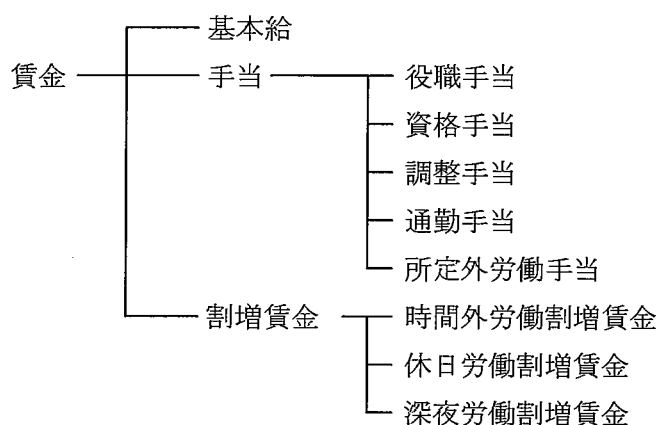 基本給
賃金 手当 役職手当
資格手当
調整手当
通勤手当
所定外労働手当
割増賃金 時間外労働割増賃金
休日労働割増賃金
深夜労働割増賃金